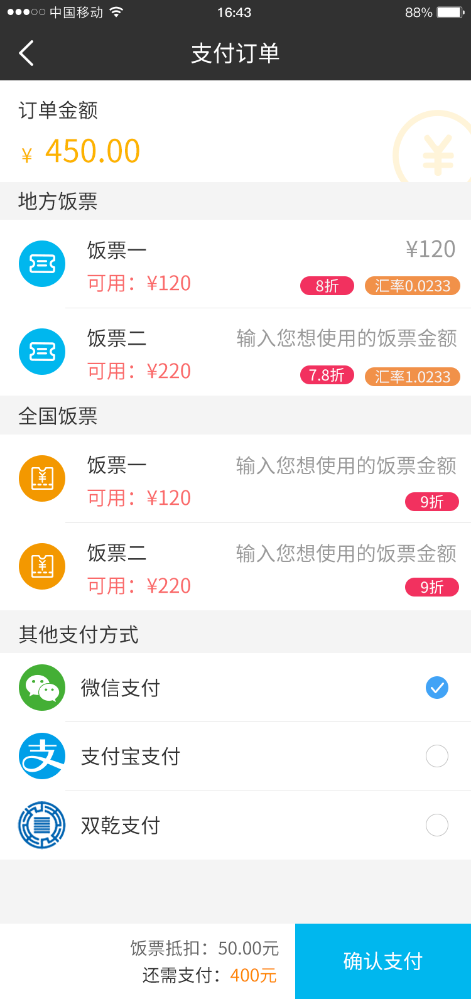 中国移动 16:43 88%
支付订单
订单金额
¥ 450.00
¥
地方饭票
饭票一 ¥120
可用：¥120 8折 汇率0.0233
饭票二 输入您想使用的饭票金额
可用：¥220 7.8折 汇率1.0233
全国饭票
饭票一 输入您想使用的饭票金额
可用：¥120 9折
饭票二 输入您想使用的饭票金额
可用：¥220 9折
其他支付方式
微信支付
支 支付宝支付
双乾支付
饭票抵扣：50.00元
还需支付：400元
确认支付